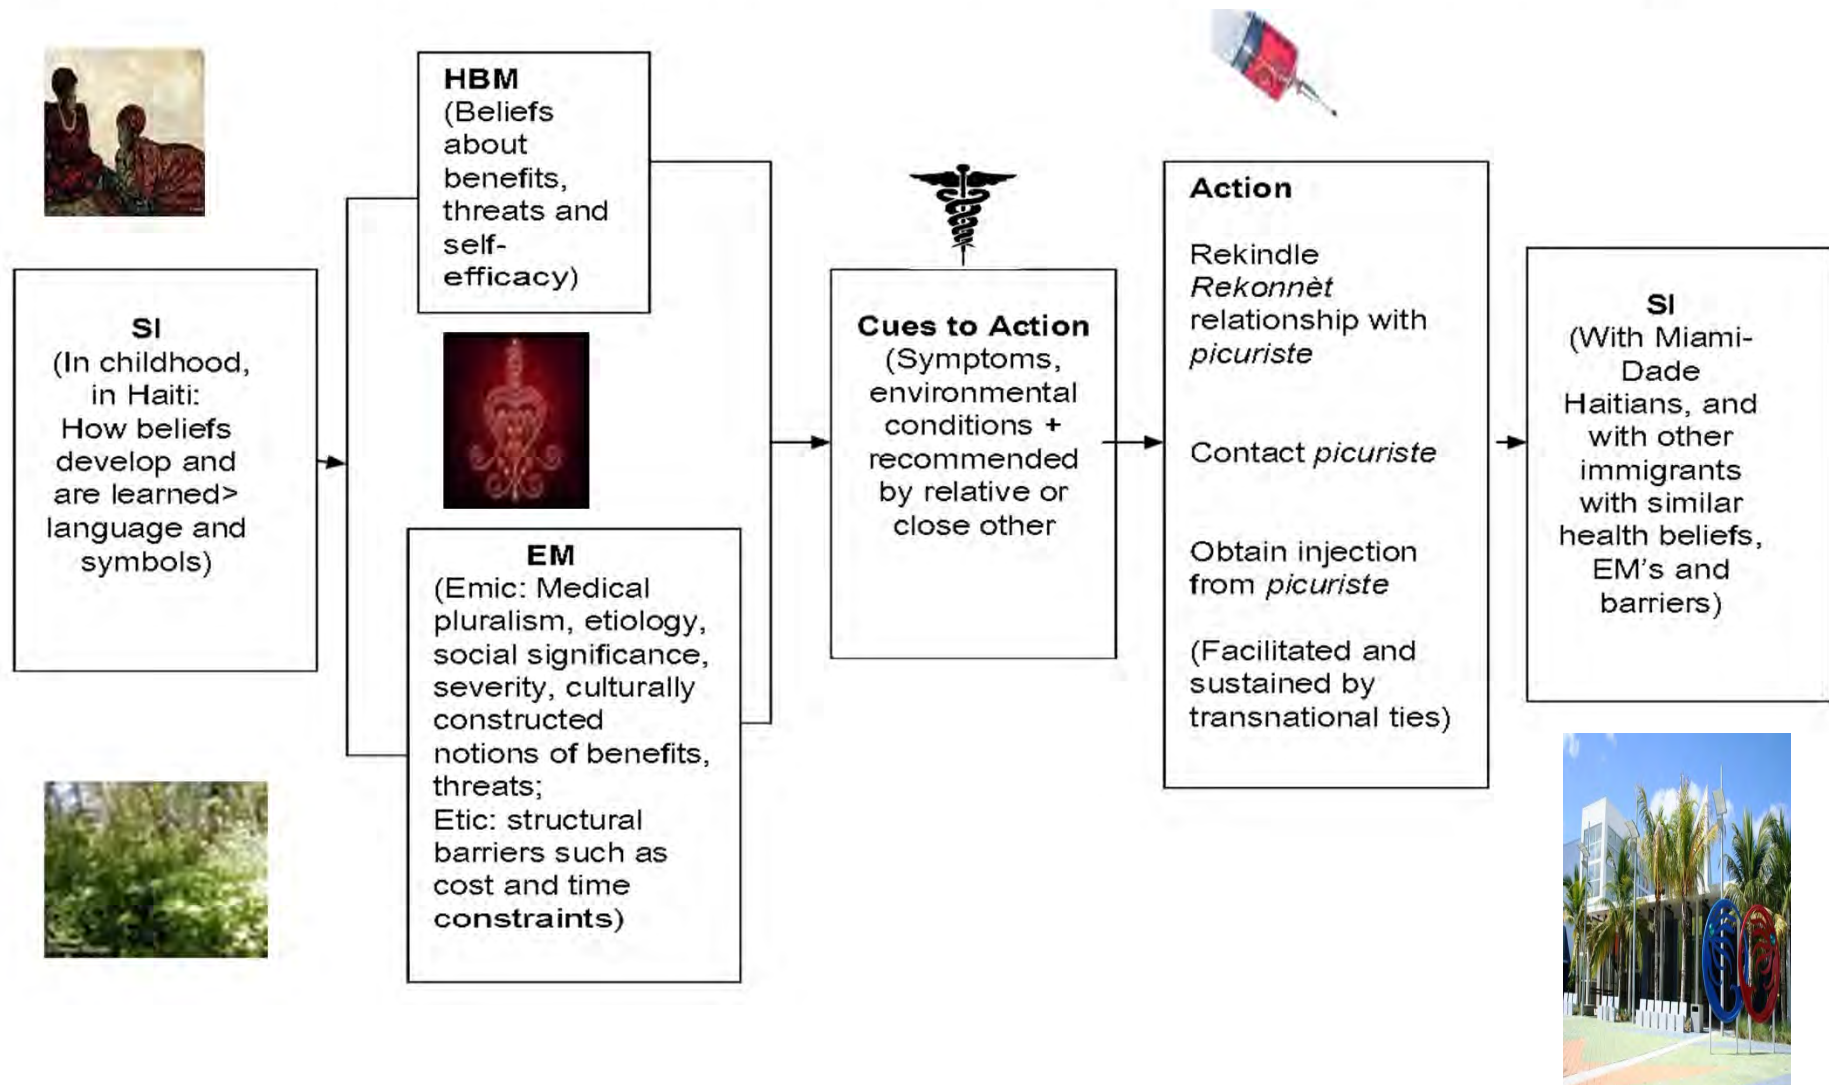 SI
(In childhood,
in Haiti:
How beliefs
develop and
are learned>
language and
symbols)
HBM
(Beliefs
about
benefits,
threats and
self-
efficacy)
EM
(Emic: Medical
pluralism, etiology,
social significance,
severity, culturally
constructed
notions of benefits,
threats;
Etic: structural
barriers such as
cost and time
constraints)
Cues to Action
(Symptoms,
environmental
conditions +
recommended
by relative or
close other
Action
Rekindle
Rekonnèt
relationship with
picuriste
Contact picuriste
Obtain injection
from picuriste
(Facilitated and
sustained by
transnational ties)
SI
(With Miami-
Dade
Haitians, and
with other
immigrants
with similar
health beliefs,
EM's and
barriers)